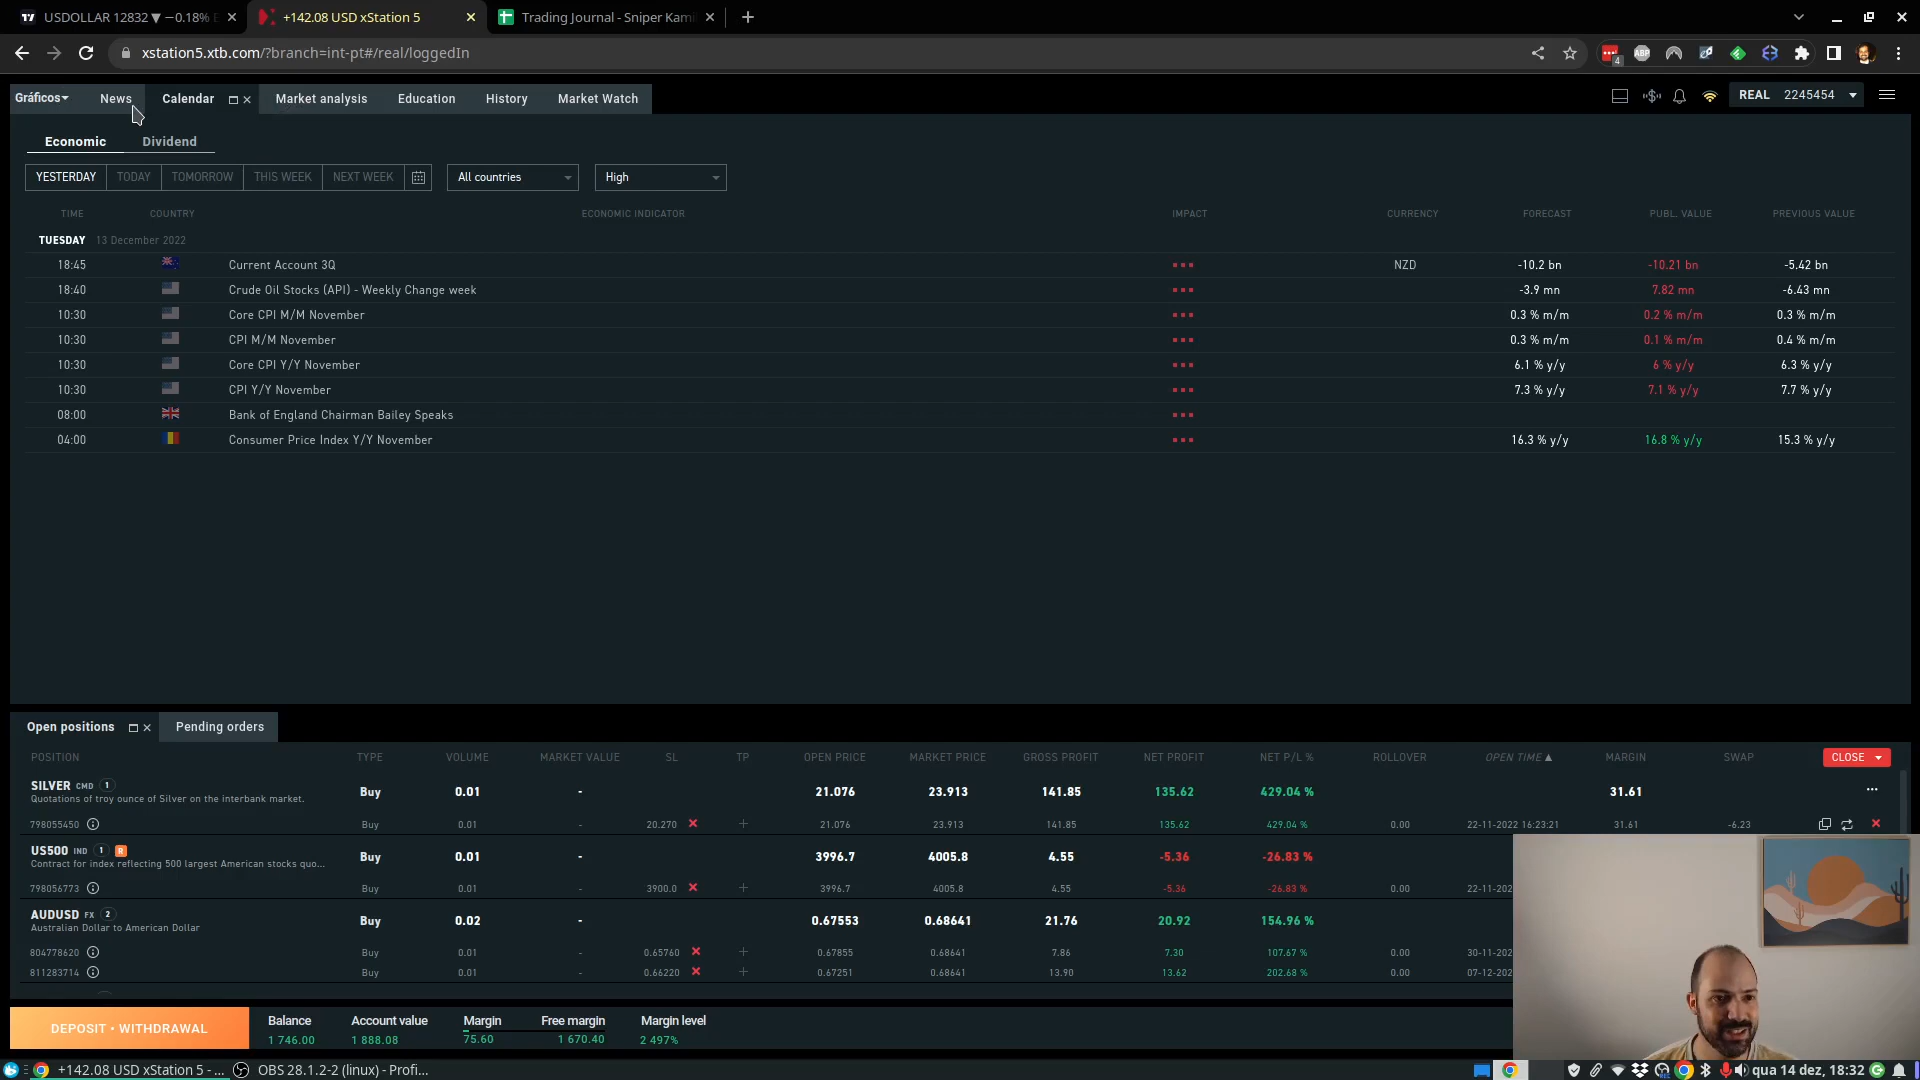 USDOLLAR 12832 ▼ −0.18%
+142.08 USD xStation 5
Trading Journal - Sniper Kami
xstation5.xtb.com/?branch=int-pt#/real/loggedIn
4
ABP
Gráficos
News
Calendar
Market analysis
Education
History
Market Watch
REAL 2245454
Economic
Dividend
YESTERDAY
TODAY
TOMORROW
THIS WEEK
NEXT WEEK
All countries
High
TIME COUNTRY ECONOMIC INDICATOR IMPACT CURRENCY FORECAST PUBL. VALUE PREVIOUS VALUE
TUESDAY 13 December 2022
18:45 Current Account 3Q NZD -10.2 bn -10.21 bn -5.42 bn
18:40 Crude Oil Stocks (API) - Weekly Change week -3.9 mn 7.82 mn -6.43 mn
10:30 Core CPI M/M November 0.3 % m/m 0.2 % m/m 0.3 % m/m
10:30 CPI M/M November 0.3 % m/m 0.1 % m/m 0.4 % m/m
10:30 Core CPI Y/Y November 6.1 % y/y 6 % y/y 6.3 % y/y
10:30 CPI Y/Y November 7.3 % y/y 7.1 % y/y 7.7 % y/y
08:00 Bank of England Chairman Bailey Speaks
04:00 Consumer Price Index Y/Y November 16.3 % y/y 16.8 % y/y 15.3 % y/y
Open positions
Pending orders
POSITION TYPE VOLUME MARKET VALUE SL TP OPEN PRICE MARKET PRICE GROSS PROFIT NET PROFIT NET P/L % ROLLOVER OPEN TIME ▲ MARGIN SWAP CLOSE
SILVER CMD 1 Buy 0.01 - 21.076 23.913 141.85 135.62 429.04 % 31.61 ...
Quotations of troy ounce of Silver on the interbank market.
798055450 Buy 0.01 - 20.270 21.076 23.913 141.85 135.62 429.04 % 0.00 22-11-2022 16:23:21 31.61 -6.23
US500 IND 1 R Buy 0.01 - 3996.7 4005.8 4.55 -5.36 -26.83 %
Contract for index reflecting 500 largest American stocks quo...
798056773 Buy 0.01 - 3900.0 3996.7 4005.8 4.55 -5.36 -26.83 % 0.00 22-11-202
AUDUSD FX 2 Buy 0.02 - 0.67553 0.68641 21.76 20.92 154.96 %
Australian Dollar to American Dollar
804778620 Buy 0.01 - 0.65760 0.67855 0.68641 7.86 7.30 107.67 % 0.00 30-11-202
811283714 Buy 0.01 - 0.66220 0.67251 0.68641 13.90 13.62 202.68 % 0.00 07-12-202
DEPOSIT • WITHDRAWAL
Balance Account value Margin Free margin Margin level
1 746.00 1 888.08 75.60 1 670.40 2 497%
+142.08 USD xStation 5 - ...
OBS 28.1.2-2 (linux) - Profi...
qua 14 dez, 18:32